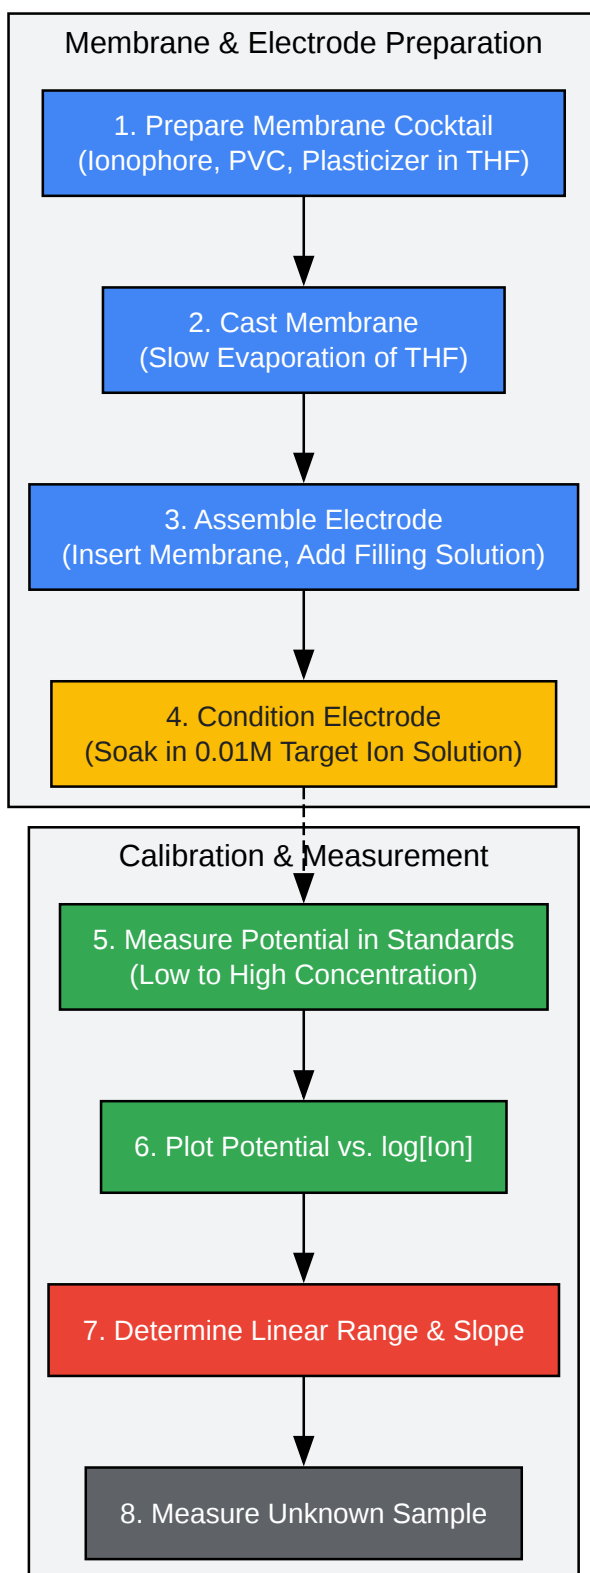 Membrane & Electrode Preparation
1. Prepare Membrane Cocktail
(Ionophore, PVC, Plasticizer in THF)
2. Cast Membrane
(Slow Evaporation of THF)
3. Assemble Electrode
(Insert Membrane, Add Filling Solution)
4. Condition Electrode
(Soak in 0.01M Target Ion Solution)
Calibration & Measurement
5. Measure Potential in Standards
(Low to High Concentration)
6. Plot Potential vs. log[Ion]
7. Determine Linear Range & Slope
8. Measure Unknown Sample